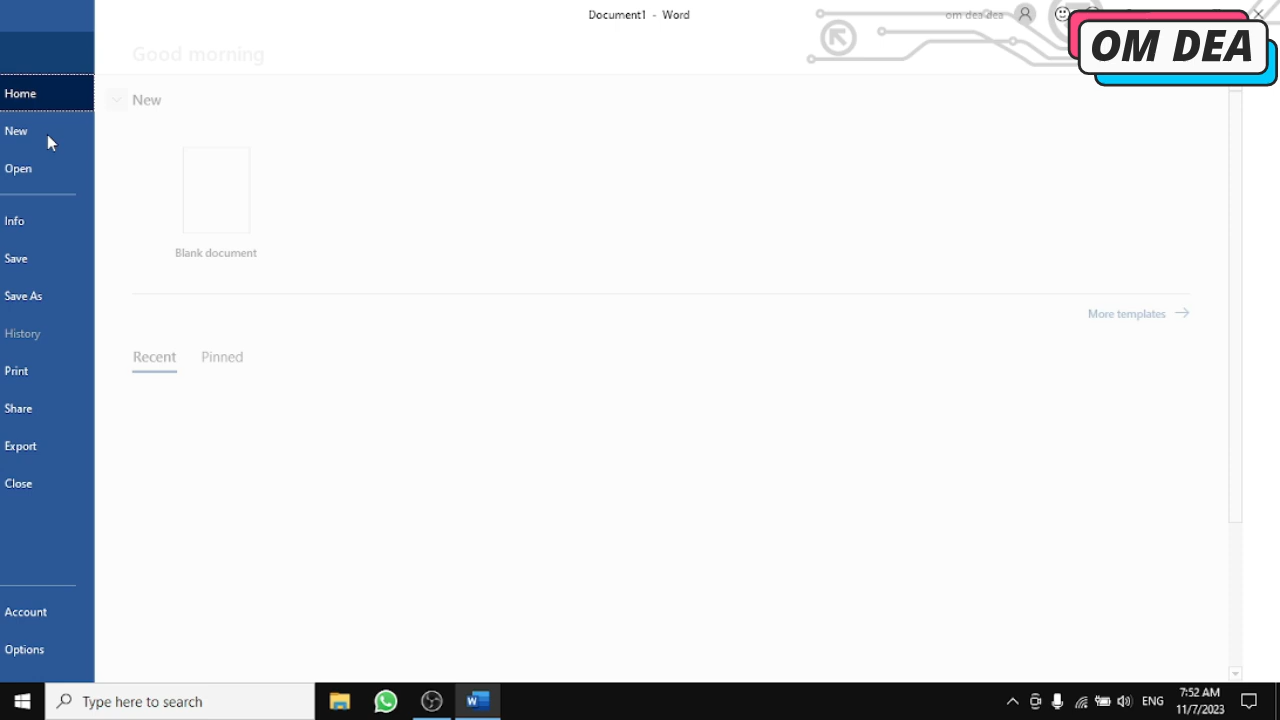 Document1 - Word
om dea dea
OM DEA
Good morning
Home
New
Open
Info
Save
Save As
History
Print
Share
Export
Close
Account
Options
New
Blank document
More templates
Recent
Pinned
Type here to search
ENG
7:52 AM
11/7/2023